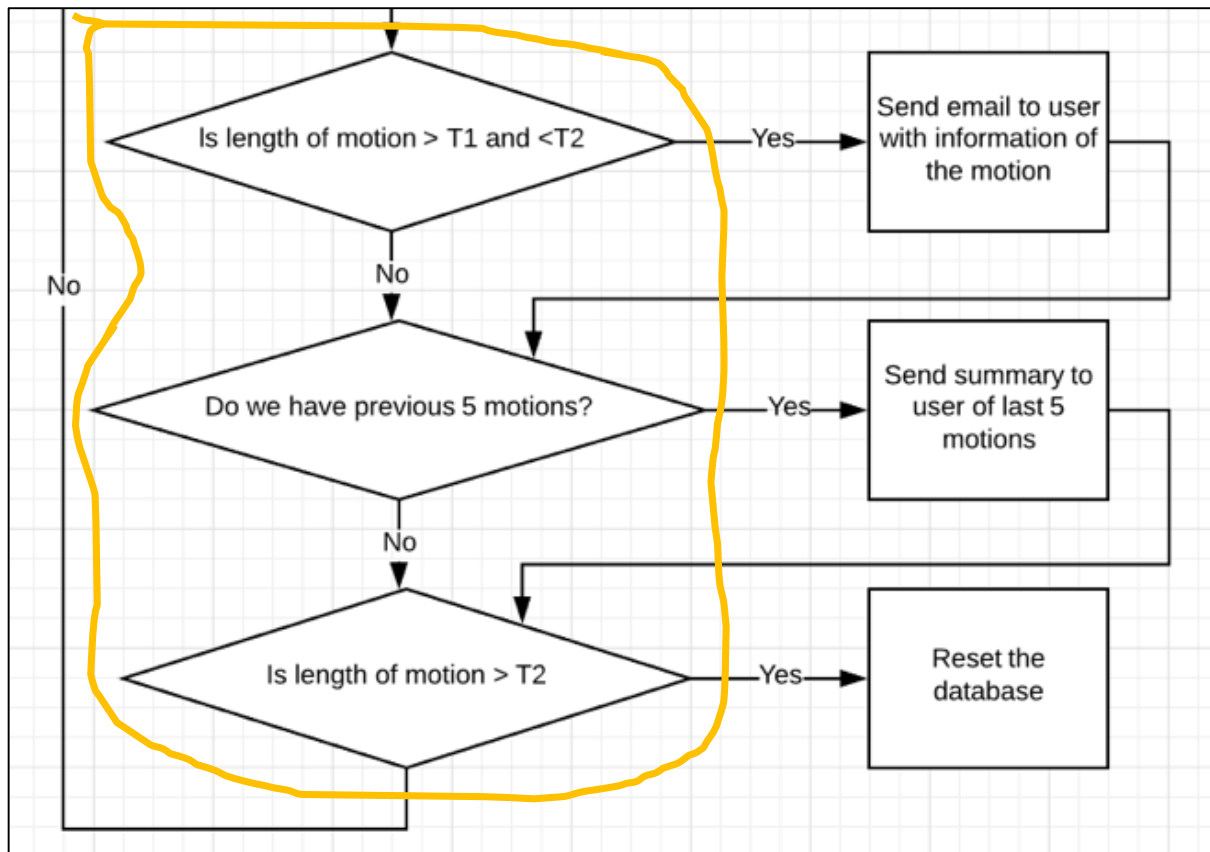 Is length of motion > T1 and <T2
Yes
Send email to user
with information of
the motion
No
No
Do we have previous 5 motions?
Yes
Send summary to
user of last 5
motions
No
Is length of motion > T2
Yes
Reset the
database